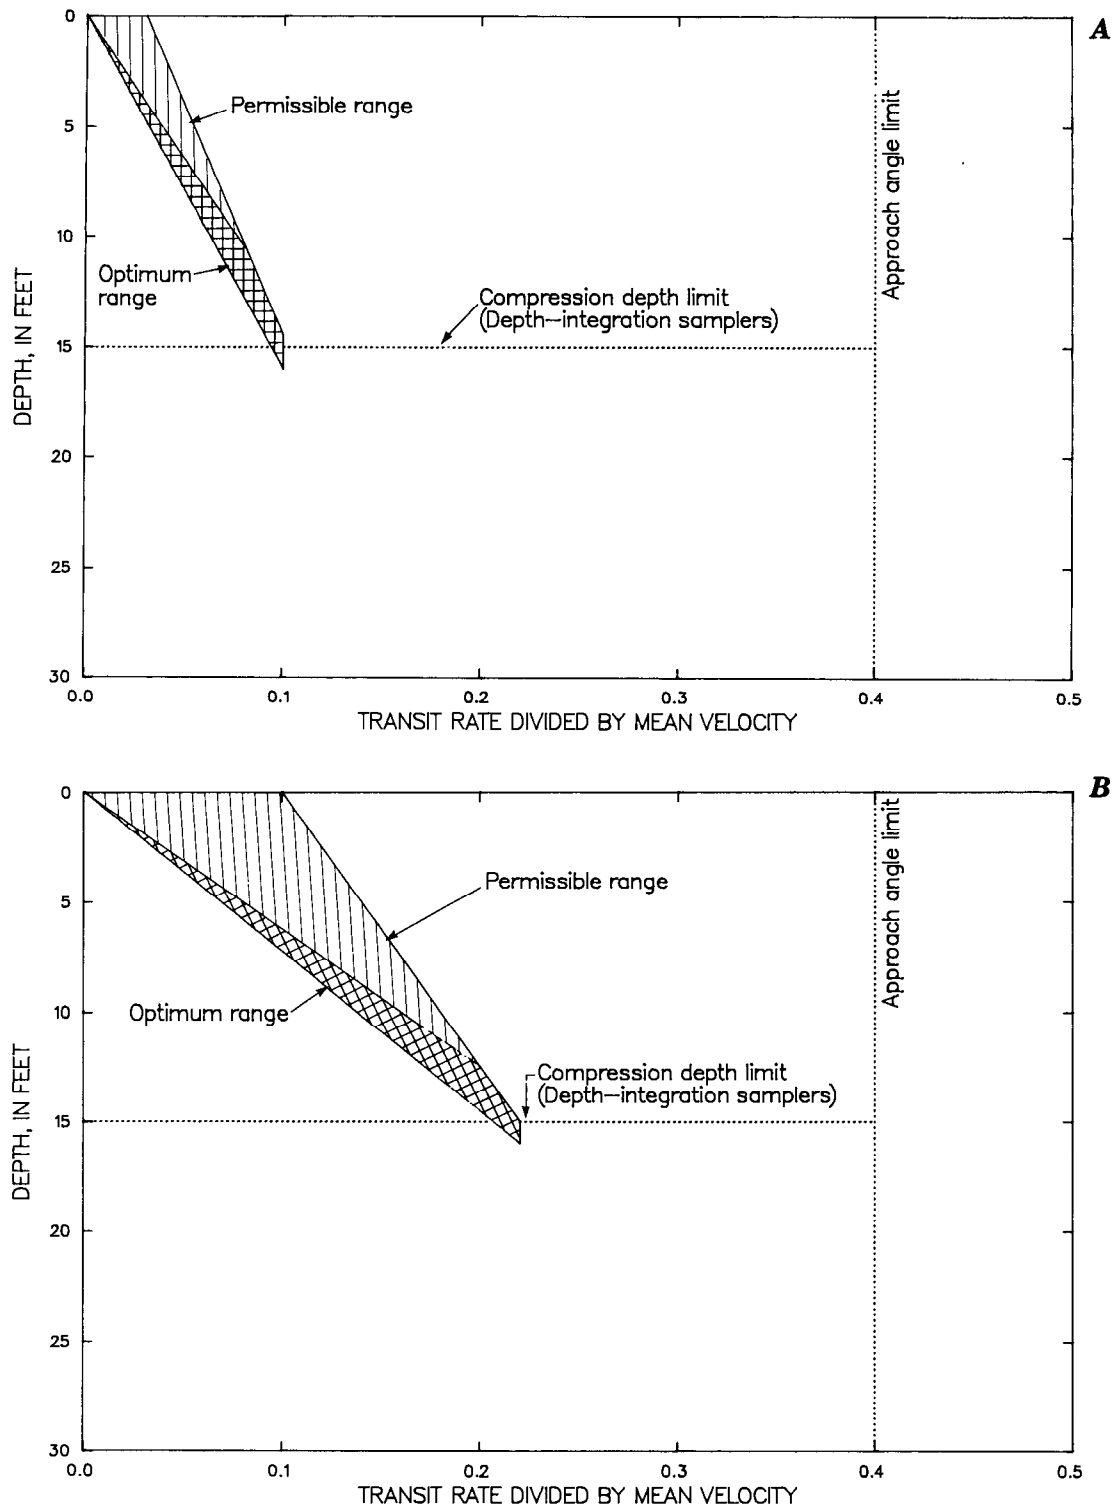 A
0
5
10
15
20
25
30
DEPTH, IN FEET
Permissible range
Optimum
range
Compression depth limit
(Depth-integration samplers)
Approach angle limit
0.0 0.1 0.2 0.3 0.4 0.5
TRANSIT RATE DIVIDED BY MEAN VELOCITY
B
0
5
10
15
20
25
30
DEPTH, IN FEET
Permissible range
Optimum range
Compression depth limit
(Depth-integration samplers)
Approach angle limit
0.0 0.1 0.2 0.3 0.4 0.5
TRANSIT RATE DIVIDED BY MEAN VELOCITY